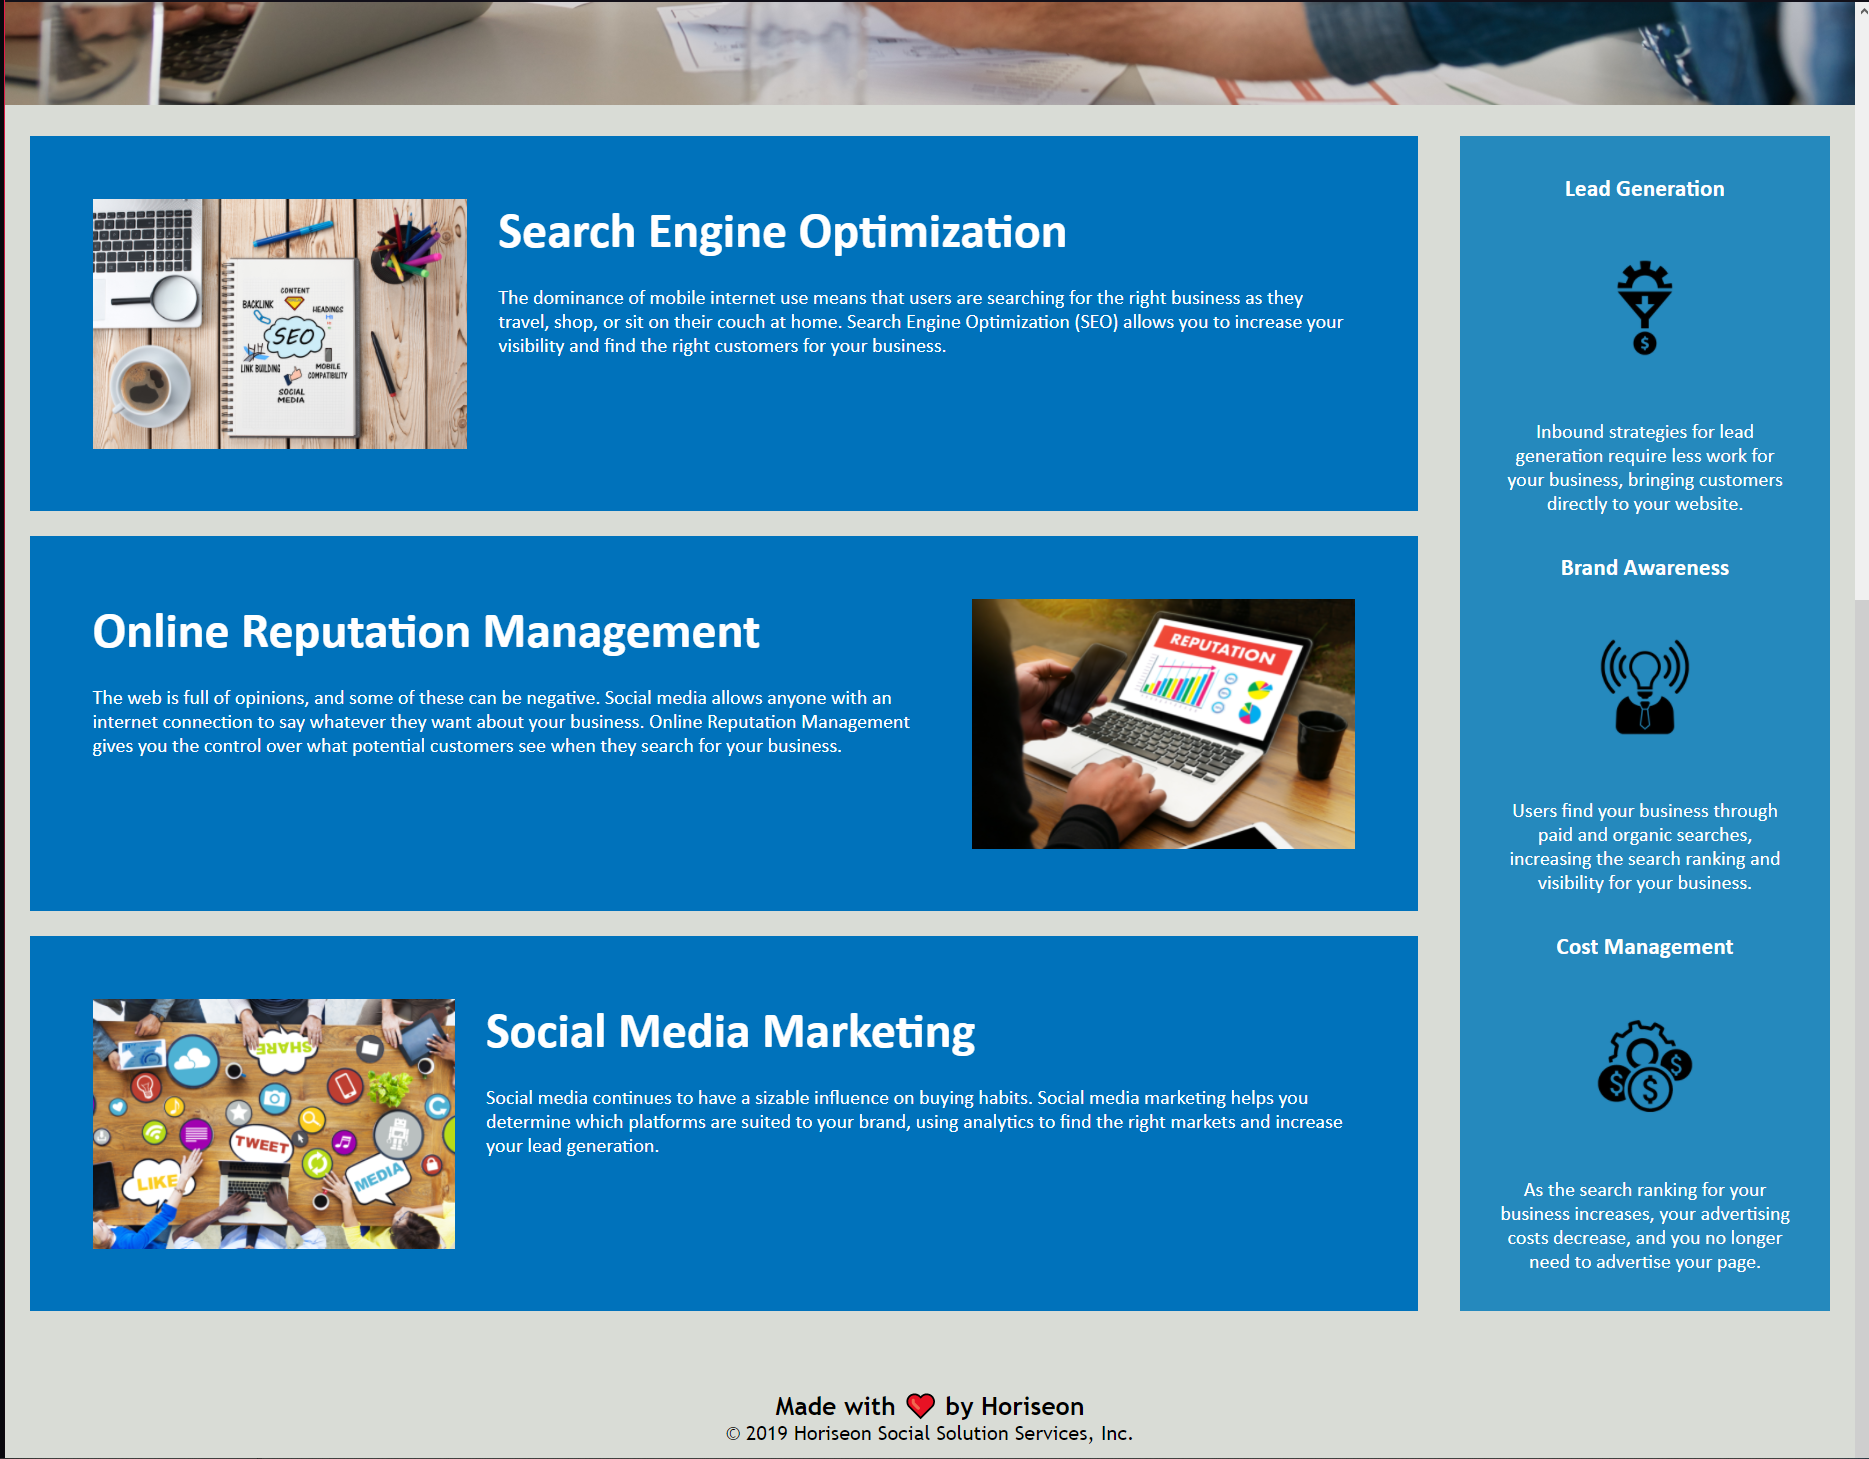 Search Engine Optimization
The dominance of mobile internet use means that users are searching for the right business as they
travel, shop, or sit on their couch at home. Search Engine Optimization (SEO) allows you to increase your
visibility and find the right customers for your business.
CONTENT
BACKLINK
HEADINGS
H1
SEO
LINK BUILDING
MOBILE
COMPATIBILITY
SOCIAL
MEDIA
Online Reputation Management
The web is full of opinions, and some of these can be negative. Social media allows anyone with an
internet connection to say whatever they want about your business. Online Reputation Management
gives you the control over what potential customers see when they search for your business.
REPUTATION
Social Media Marketing
Social media continues to have a sizable influence on buying habits. Social media marketing helps you
determine which platforms are suited to your brand, using analytics to find the right markets and increase
your lead generation.
SHARE
TWEET
LIKE
MEDIA
Lead Generation
$
Inbound strategies for lead
generation require less work for
your business, bringing customers
directly to your website.
Brand Awareness
Users find your business through
paid and organic searches,
increasing the search ranking and
visibility for your business.
Cost Management
$ $ $
As the search ranking for your
business increases, your advertising
costs decrease, and you no longer
need to advertise your page.
Made with ❤️ by Horiseon
© 2019 Horiseon Social Solution Services, Inc.